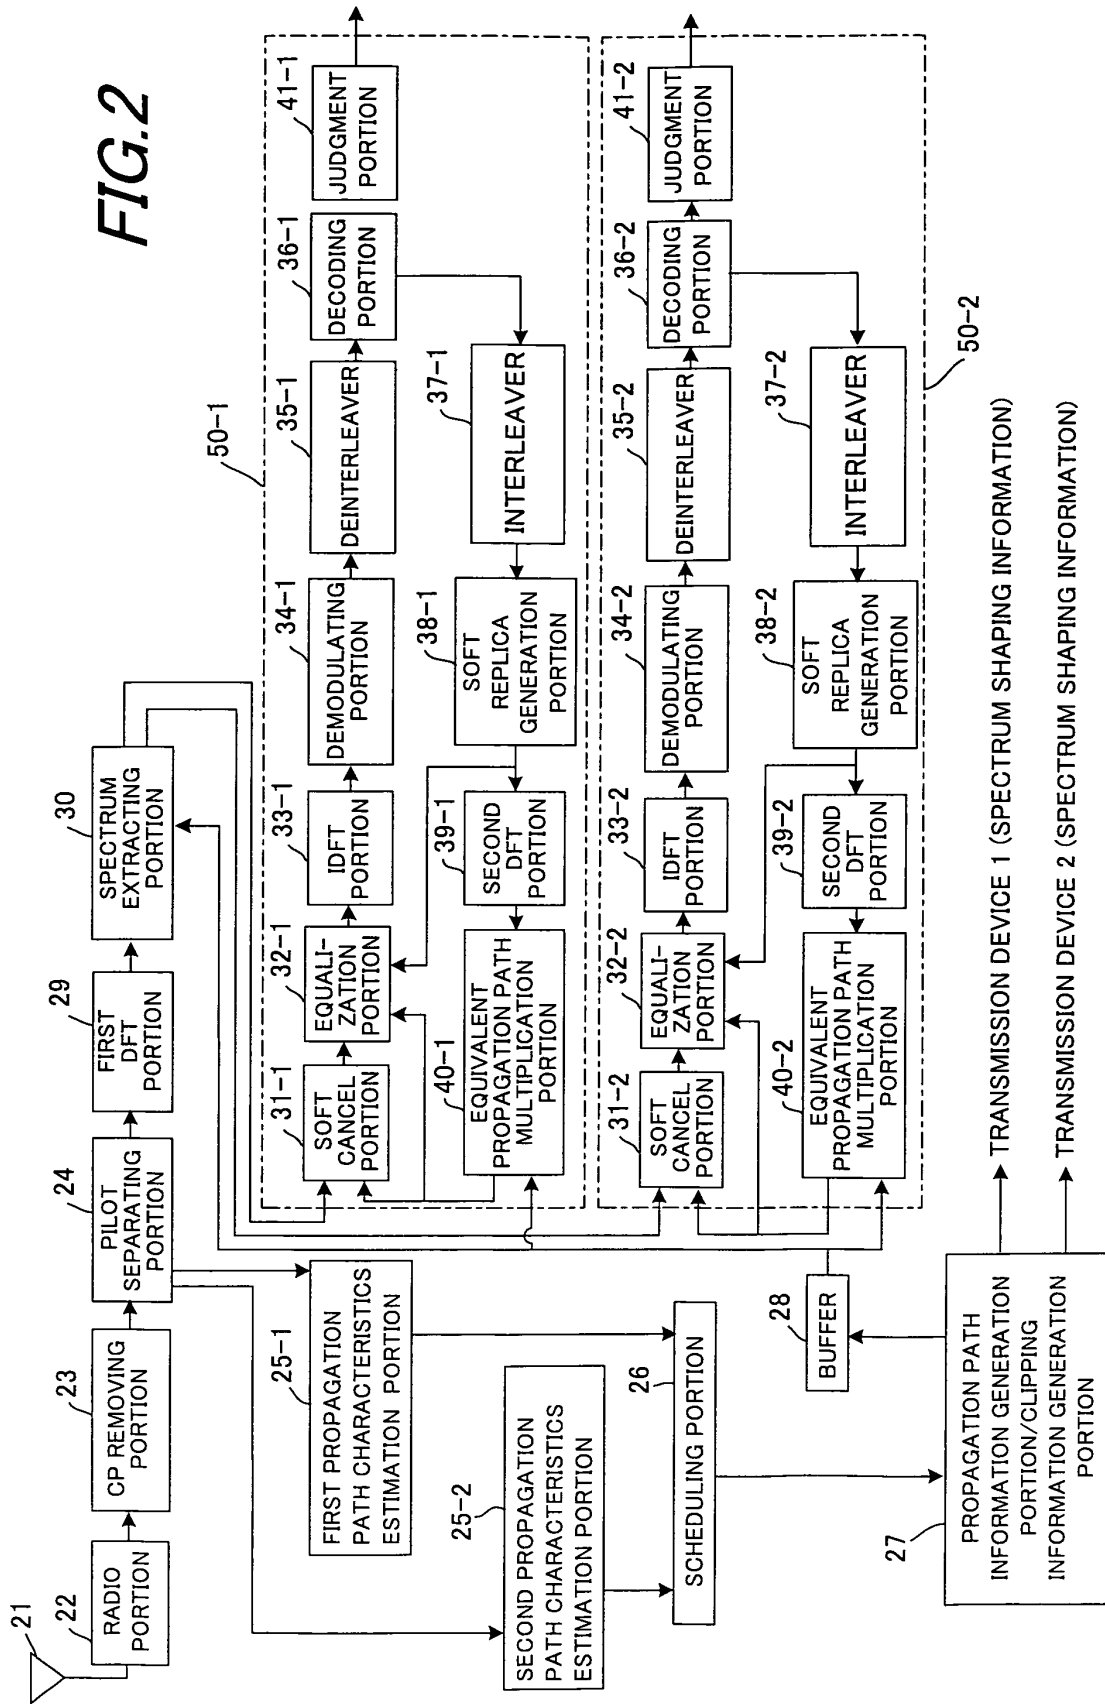 FIG.2
21
22
RADIO
PORTION
23
CP REMOVING
PORTION
24
PILOT
SEPARATING
PORTION
29
FIRST
DFT
PORTION
30
SPECTRUM
EXTRACTING
PORTION
25-1
FIRST PROPAGATION
PATH CHARACTERISTICS
ESTIMATION PORTION
25-2
SECOND PROPAGATION
PATH CHARACTERISTICS
ESTIMATION PORTION
26
SCHEDULING PORTION
27
PROPAGATION PATH
INFORMATION GENERATION
PORTION/CLIPPING
INFORMATION GENERATION
PORTION
28
BUFFER
TRANSMISSION DEVICE 1 (SPECTRUM SHAPING INFORMATION)
TRANSMISSION DEVICE 2 (SPECTRUM SHAPING INFORMATION)
50-1
31-1
SOFT
CANCEL
PORTION
32-1
EQUALI-
ZATION
PORTION
33-1
IDFT
PORTION
34-1
DEMODULATING
PORTION
35-1
DEINTERLEAVER
36-1
DECODING
PORTION
41-1
JUDGMENT
PORTION
37-1
INTERLEAVER
38-1
SOFT
REPLICA
GENERATION
PORTION
39-1
SECOND
DFT
PORTION
40-1
EQUIVALENT
PROPAGATION PATH
MULTIPLICATION
PORTION
50-2
31-2
SOFT
CANCEL
PORTION
32-2
EQUALI-
ZATION
PORTION
33-2
IDFT
PORTION
34-2
DEMODULATING
PORTION
35-2
DEINTERLEAVER
36-2
DECODING
PORTION
41-2
JUDGMENT
PORTION
37-2
INTERLEAVER
38-2
SOFT
REPLICA
GENERATION
PORTION
39-2
SECOND
DFT
PORTION
40-2
EQUIVALENT
PROPAGATION PATH
MULTIPLICATION
PORTION